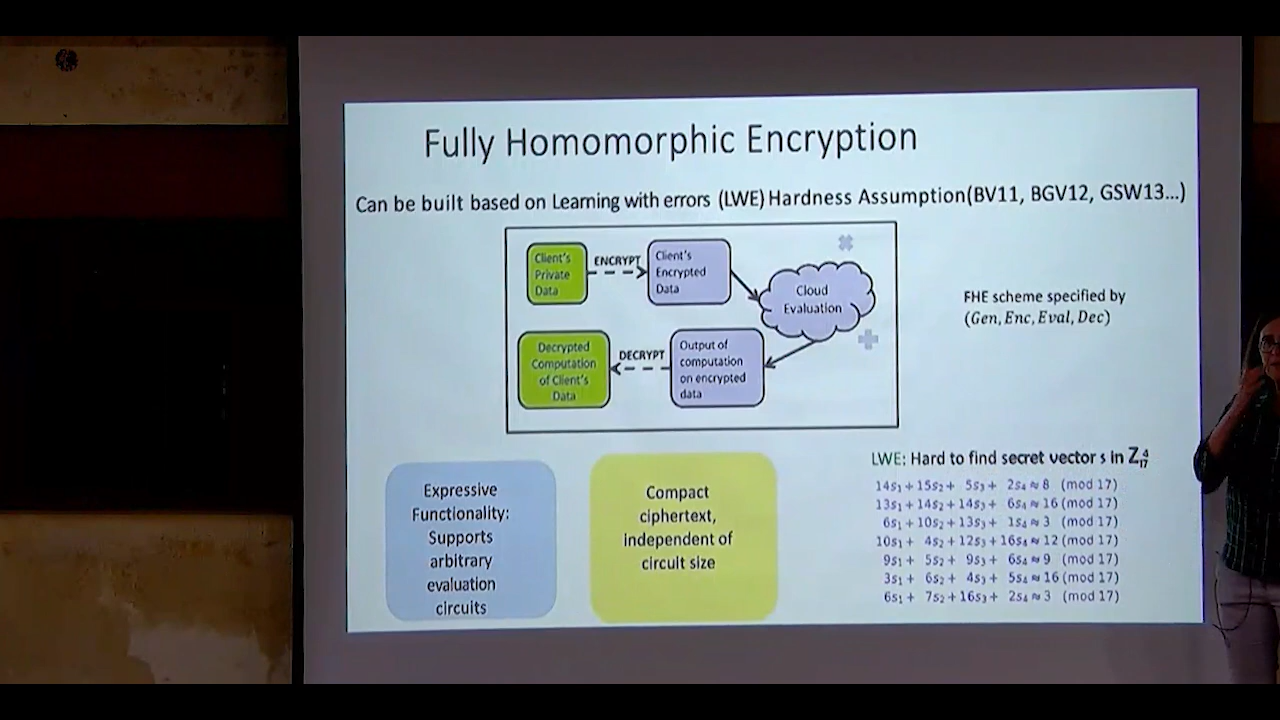 Fully Homomorphic Encryption
Can be built based on Learning with errors (LWE) Hardness Assumption(BV11, BGV12, GSW13...)
Client's
Private
Data
ENCRYPT
Client's
Encrypted
Data
Cloud
Evaluation
Decrypted
Computation
of Client's
Data
DECRYPT
Output of
computation
on encrypted
data
FHE scheme specified by
(Gen, Enc, Eval, Dec)
Expressive
Functionality:
Supports
arbitrary
evaluation
circuits
Compact
ciphertext,
independent of
circuit size
LWE: Hard to find secret vector s in Z₁₇⁴
14s₁ + 15s₂ + 5s₃ + 2s₄ ≈ 8 (mod 17)
13s₁ + 14s₂ + 14s₃ + 6s₄ ≈ 16 (mod 17)
6s₁ + 10s₂ + 13s₃ + 1s₄ ≈ 3 (mod 17)
10s₁ + 4s₂ + 12s₃ + 16s₄ ≈ 12 (mod 17)
9s₁ + 5s₂ + 9s₃ + 6s₄ ≈ 9 (mod 17)
3s₁ + 6s₂ + 4s₃ + 5s₄ ≈ 16 (mod 17)
6s₁ + 7s₂ + 16s₃ + 2s₄ ≈ 3 (mod 17)